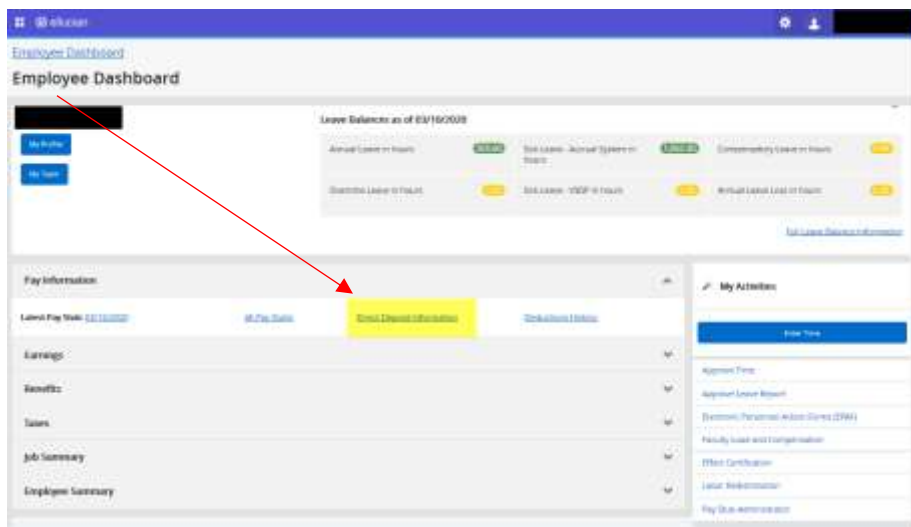 ellucian
Employee Dashboard
Employee Dashboard
Leave Balances as of 03/10/2020
My Profile
My Team
Annual Leave in hours
Sick Leave - Accrual System in hours
Compensatory Leave in hours
Overtime Leave in hours
Sick Leave - VSDP in hours
Annual Leave Loss in hours
Full Leave Balance Information
Pay Information
Latest Pay Stub: 03/10/2020
All Pay Stubs
Direct Deposit Information
Deductions History
Earnings
Benefits
Taxes
Job Summary
Employee Summary
My Activities
Enter Time
Approve Time
Approve Leave Report
Electronic Personnel Action Forms (EPAF)
Faculty Load and Compensation
Effort Certification
Labor Redistribution
Pay Stub Administrator